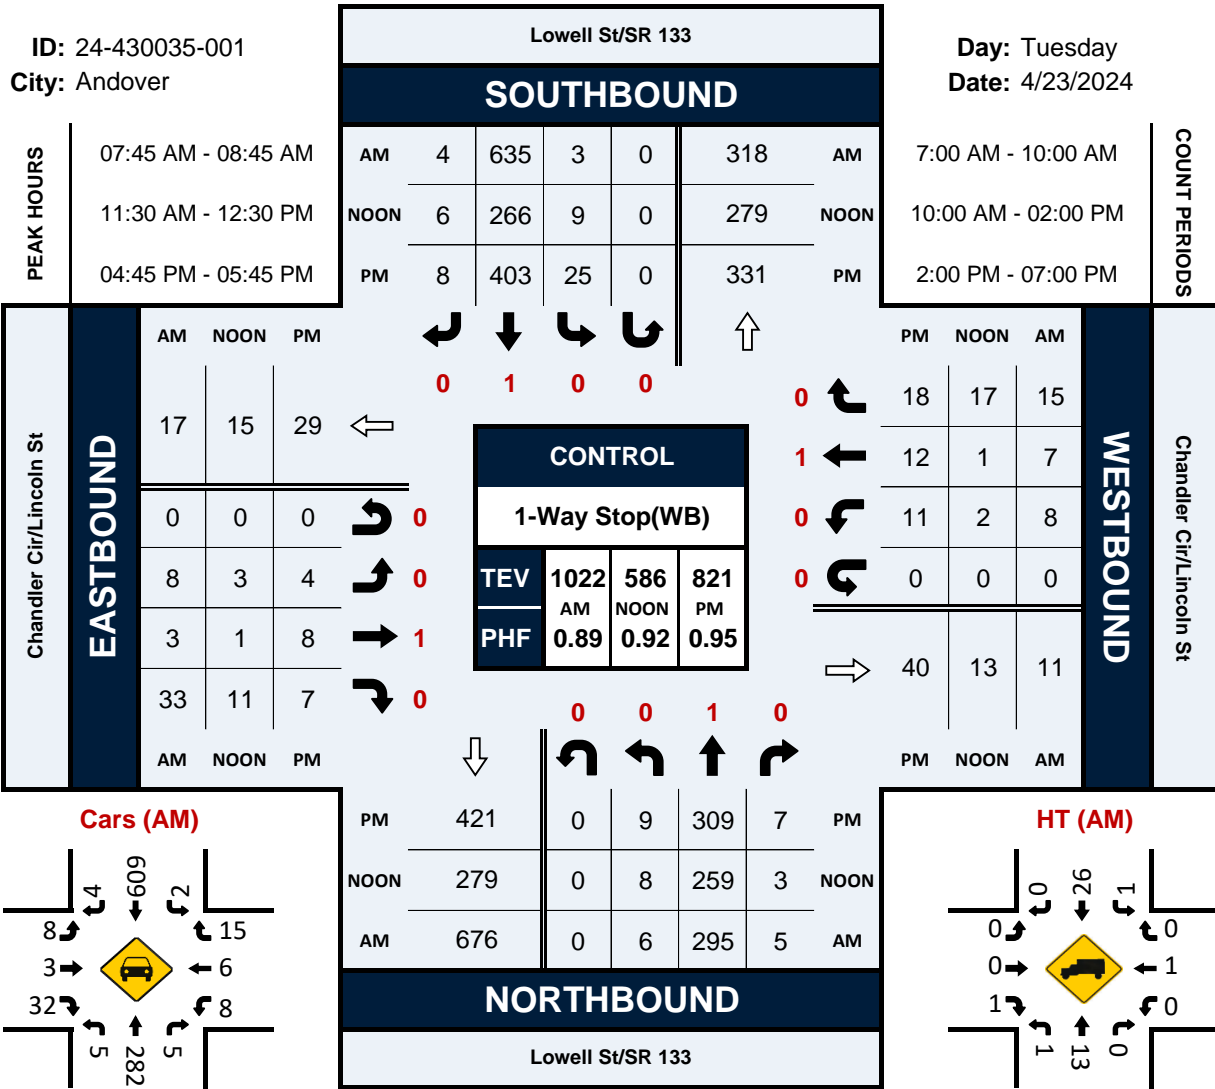 ID: 24-430035-001
City: Andover
Lowell St/SR 133
Day: Tuesday
Date: 4/23/2024
SOUTHBOUND
PEAK HOURS
07:45 AM - 08:45 AM
11:30 AM - 12:30 PM
04:45 PM - 05:45 PM
AM 4 635 3 0 318 AM
NOON 6 266 9 0 279 NOON
PM 8 403 25 0 331 PM
7:00 AM - 10:00 AM
10:00 AM - 02:00 PM
2:00 PM - 07:00 PM
COUNT PERIODS
0 1 0 0
Chandler Cir/Lincoln St
EASTBOUND
AM NOON PM
17 15 29
0 0 0 0
8 3 4 0
3 1 8 1
33 11 7 0
AM NOON PM
CONTROL
1-Way Stop(WB)
TEV 1022 586 821
AM NOON PM
PHF 0.89 0.92 0.95
PM NOON AM
0 18 17 15
1 12 1 7
0 11 2 8
0 0 0 0
40 13 11
PM NOON AM
WESTBOUND
Chandler Cir/Lincoln St
0 0 1 0
PM 421 0 9 309 7 PM
NOON 279 0 8 259 3 NOON
AM 676 0 6 295 5 AM
NORTHBOUND
Lowell St/SR 133
Cars (AM)
4 609 2
8 15
3 6
32 8
5 282 5
HT (AM)
0 26 1
0 0
0 1
1 0
1 13 0